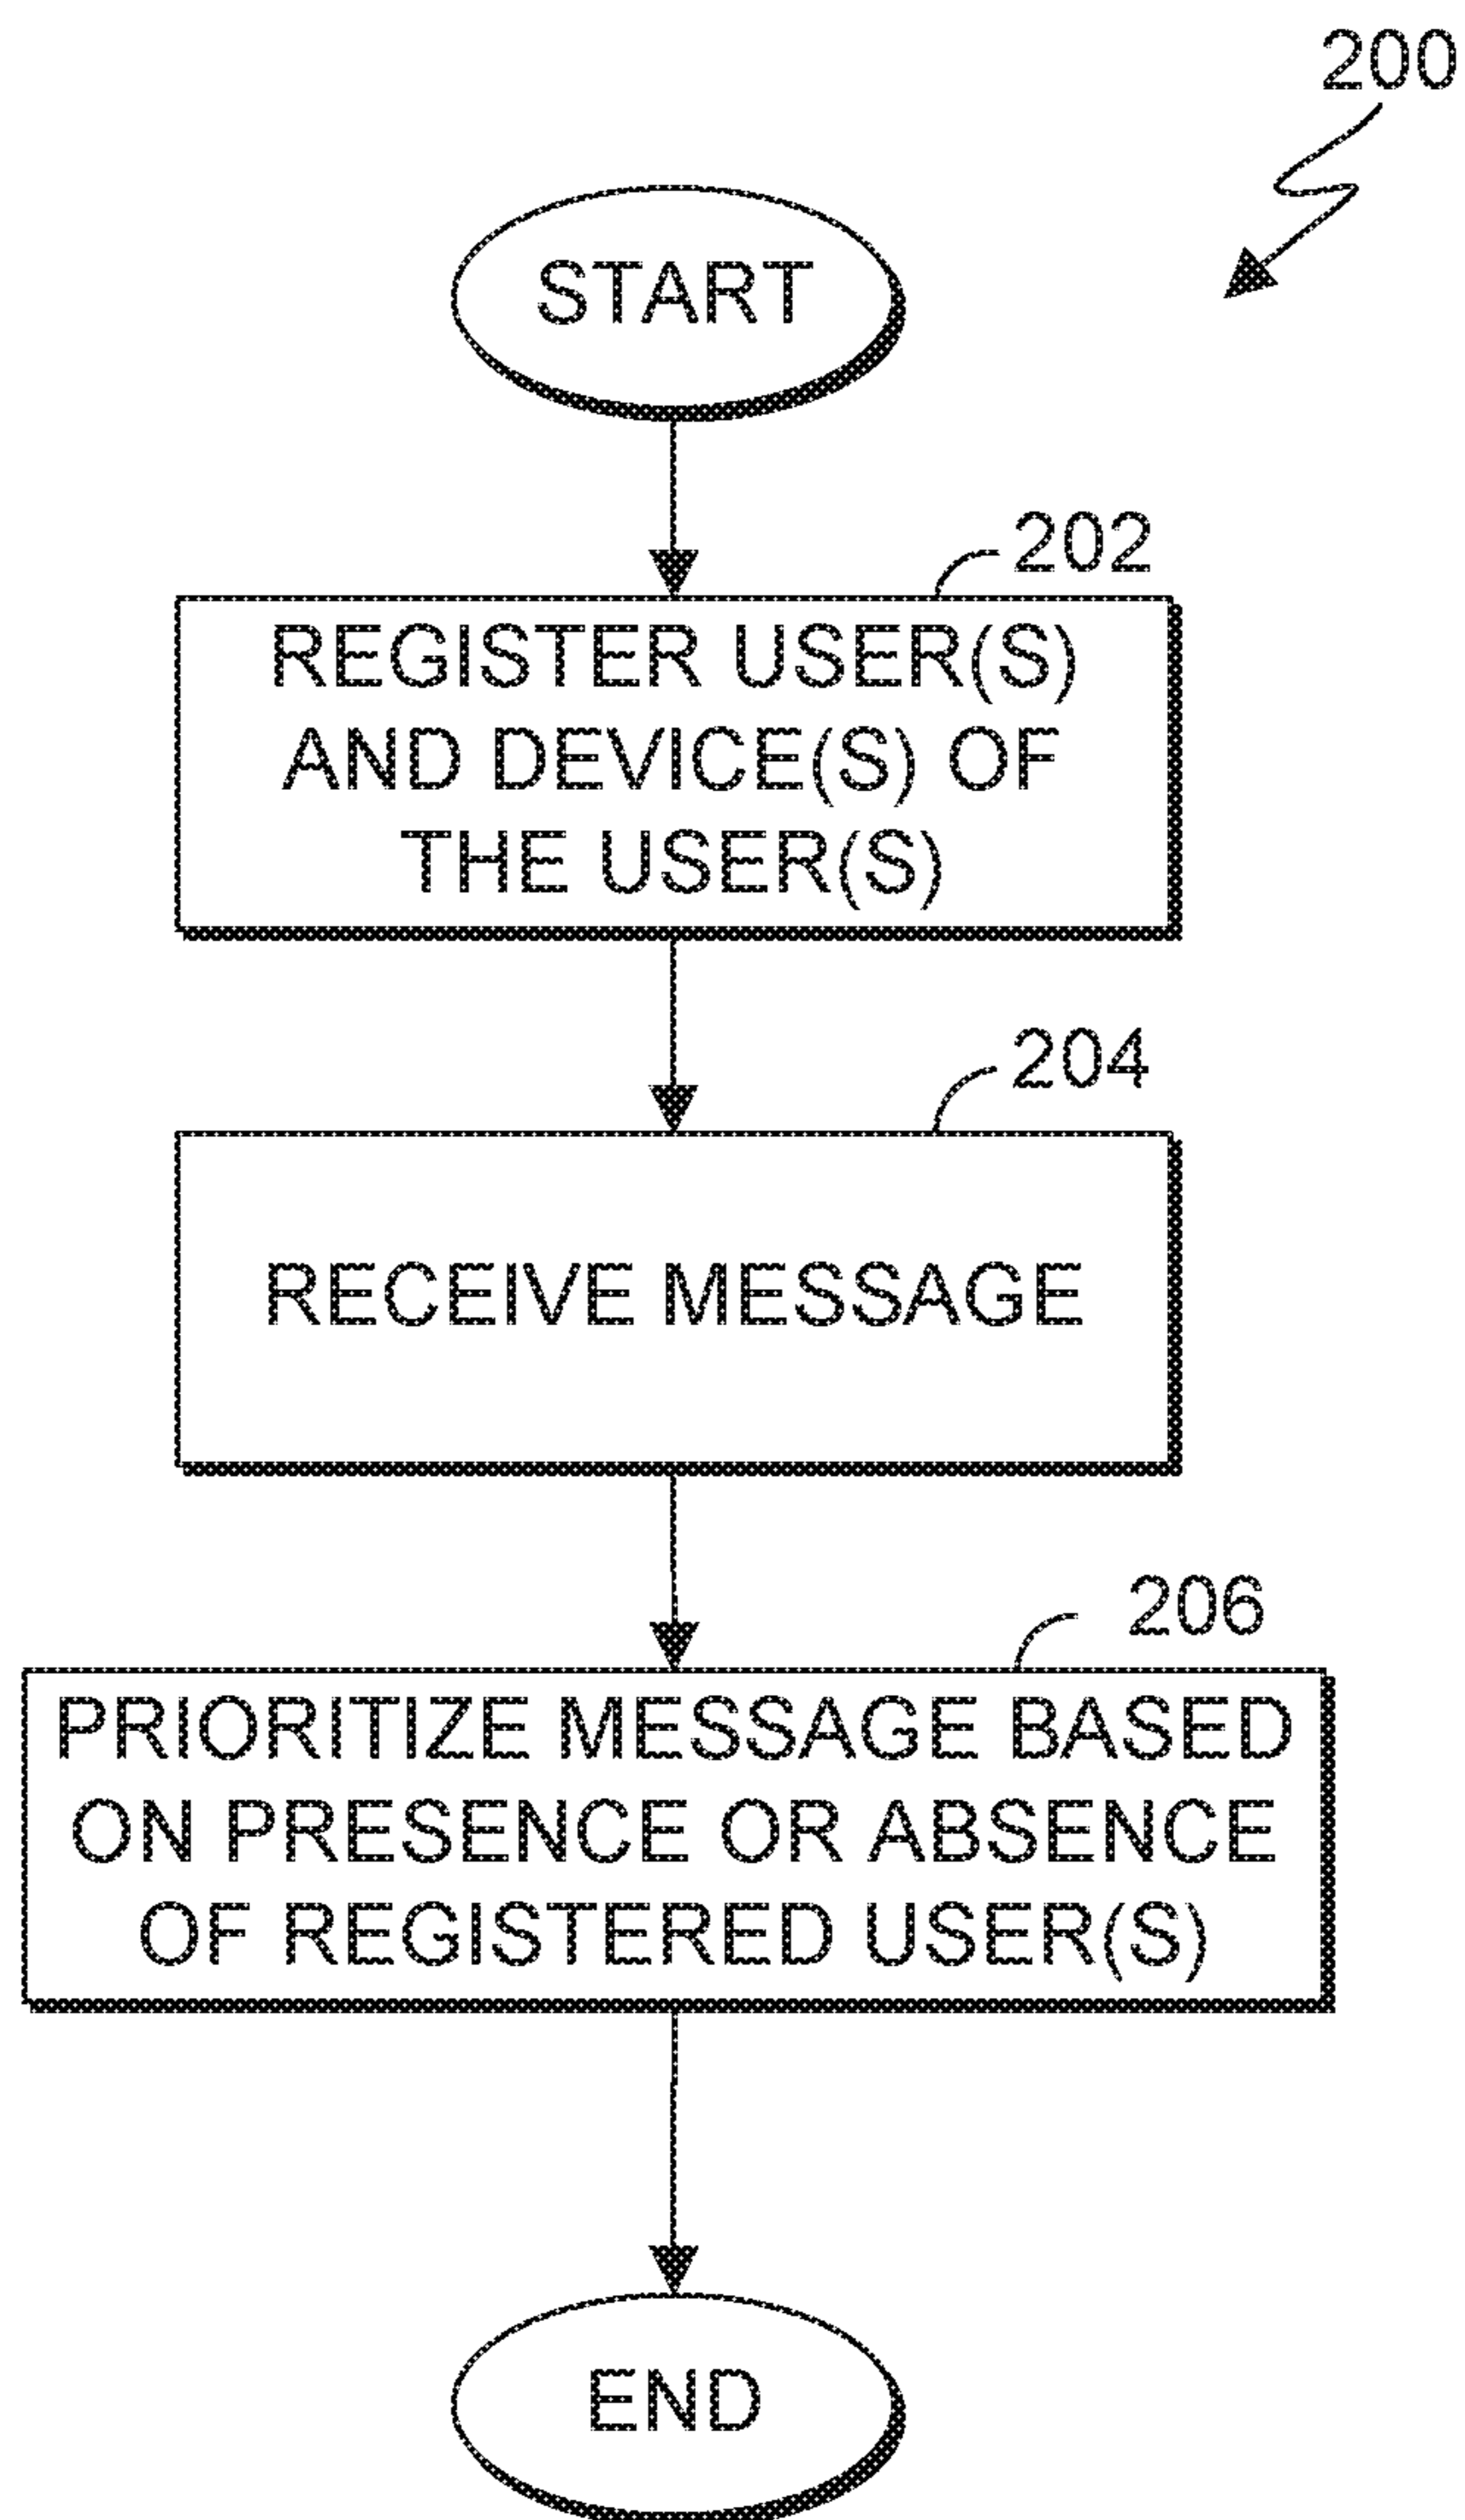 200
START
202
REGISTER USER(S)
AND DEVICE(S) OF
THE USER(S)
204
RECEIVE MESSAGE
206
PRIORITIZE MESSAGE BASED
ON PRESENCE OR ABSENCE
OF REGISTERED USER(S)
END